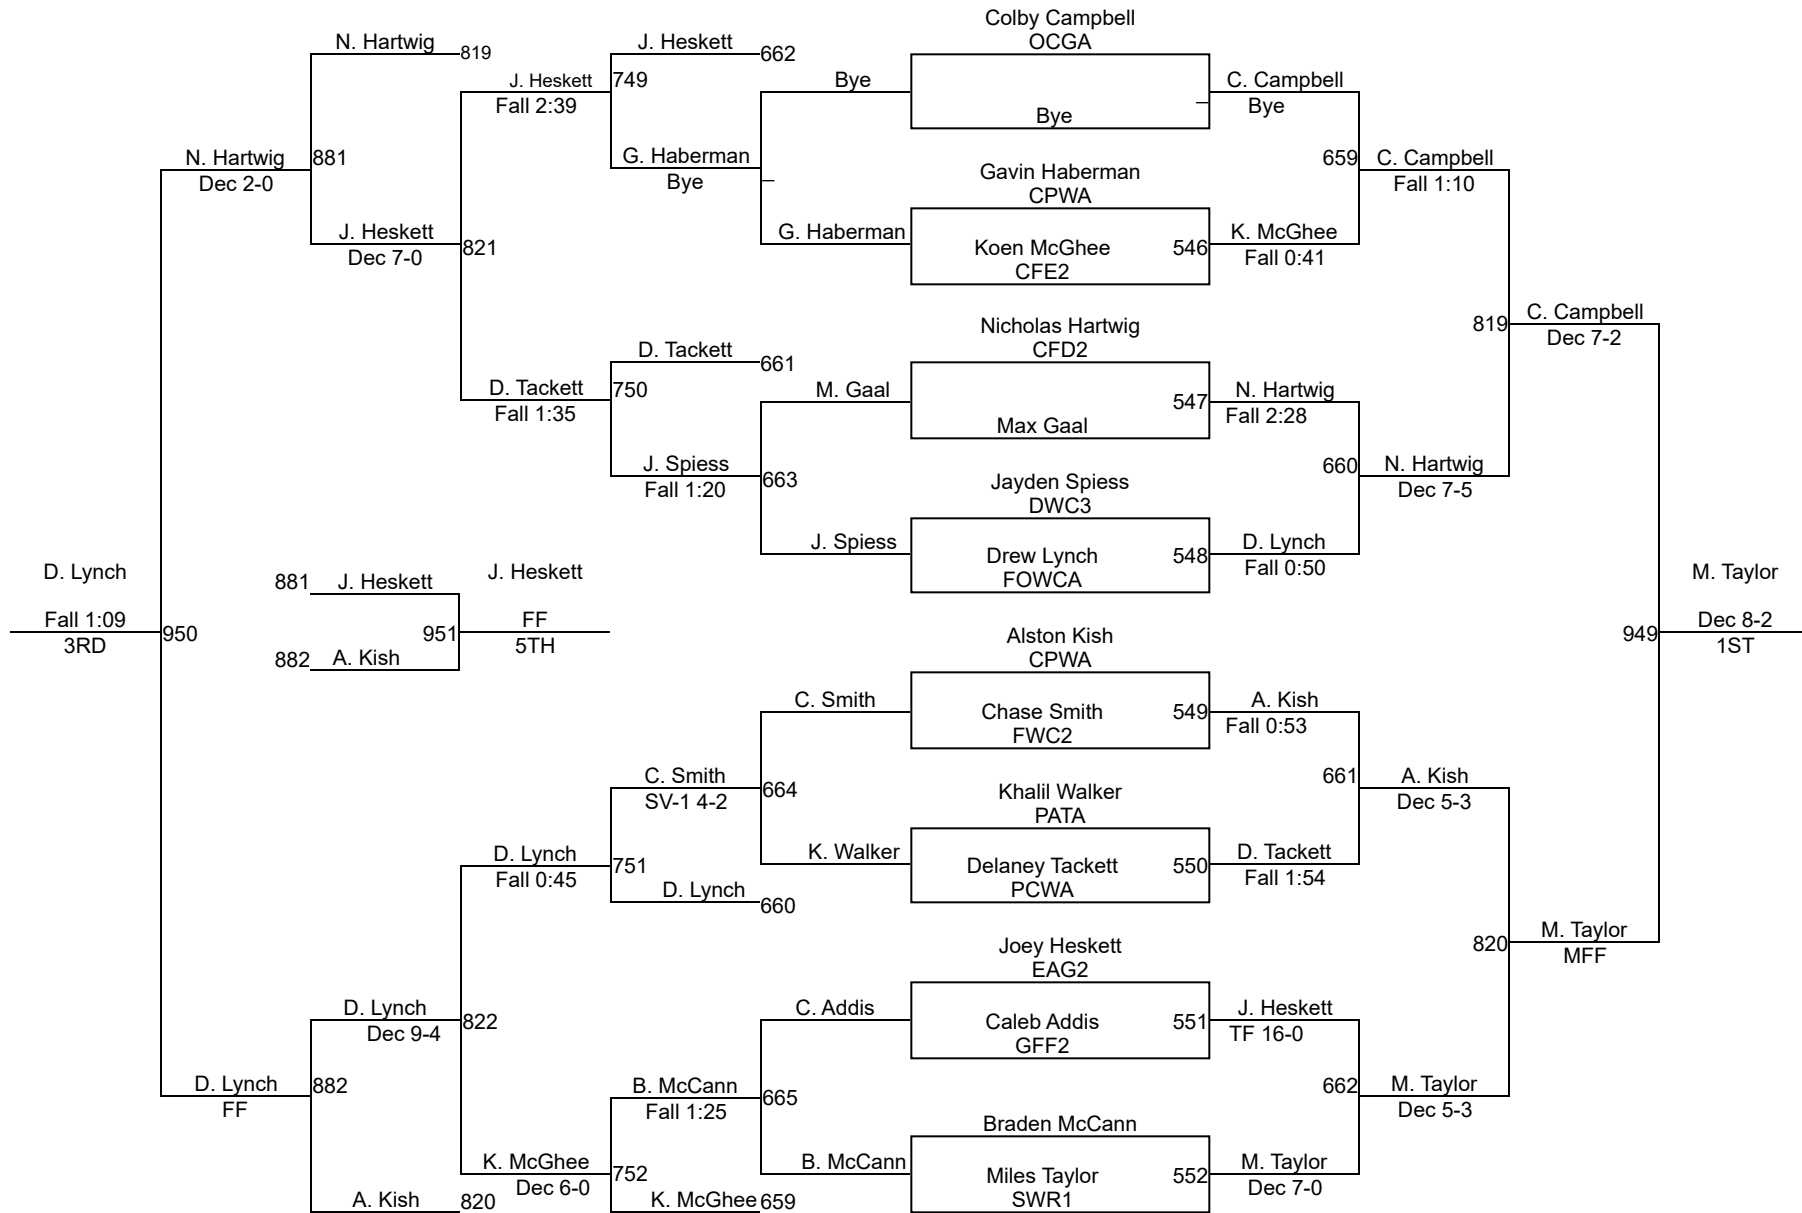 Colby Campbell
OCGA
N. Hartwig
819
J. Heskett
662
J. Heskett
749
Fall 2:39
Bye
Bye
C. Campbell
Bye
G. Haberman
Bye
Gavin Haberman
CPWA
659
C. Campbell
Fall 1:10
N. Hartwig
881
Dec 2-0
J. Heskett
Dec 7-0
821
G. Haberman
Koen McGhee
CFE2
546
K. McGhee
Fall 0:41
Nicholas Hartwig
CFD2
819
C. Campbell
Dec 7-2
D. Tackett
661
D. Tackett
750
Fall 1:35
M. Gaal
547
Max Gaal
N. Hartwig
Fall 2:28
J. Spiess
Fall 1:20
663
Jayden Spiess
DWC3
660
N. Hartwig
Dec 7-5
J. Spiess
Drew Lynch
FOWCA
548
D. Lynch
Fall 0:50
D. Lynch
Fall 1:09
3RD
950
881
J. Heskett
882
A. Kish
951
J. Heskett
FF
5TH
Alston Kish
CPWA
949
M. Taylor
Dec 8-2
1ST
C. Smith
Chase Smith
FWC2
549
A. Kish
Fall 0:53
C. Smith
SV-1 4-2
664
Khalil Walker
PATA
661
A. Kish
Dec 5-3
D. Lynch
Fall 0:45
751
K. Walker
Delaney Tackett
PCWA
550
D. Tackett
Fall 1:54
D. Lynch
660
Joey Heskett
EAG2
820
M. Taylor
MFF
D. Lynch
Dec 9-4
822
C. Addis
Caleb Addis
GFF2
551
J. Heskett
TF 16-0
D. Lynch
FF
882
B. McCann
Fall 1:25
665
Braden McCann
662
M. Taylor
Dec 5-3
K. McGhee
Dec 6-0
752
B. McCann
Miles Taylor
SWR1
552
M. Taylor
Dec 7-0
A. Kish
820
K. McGhee
659